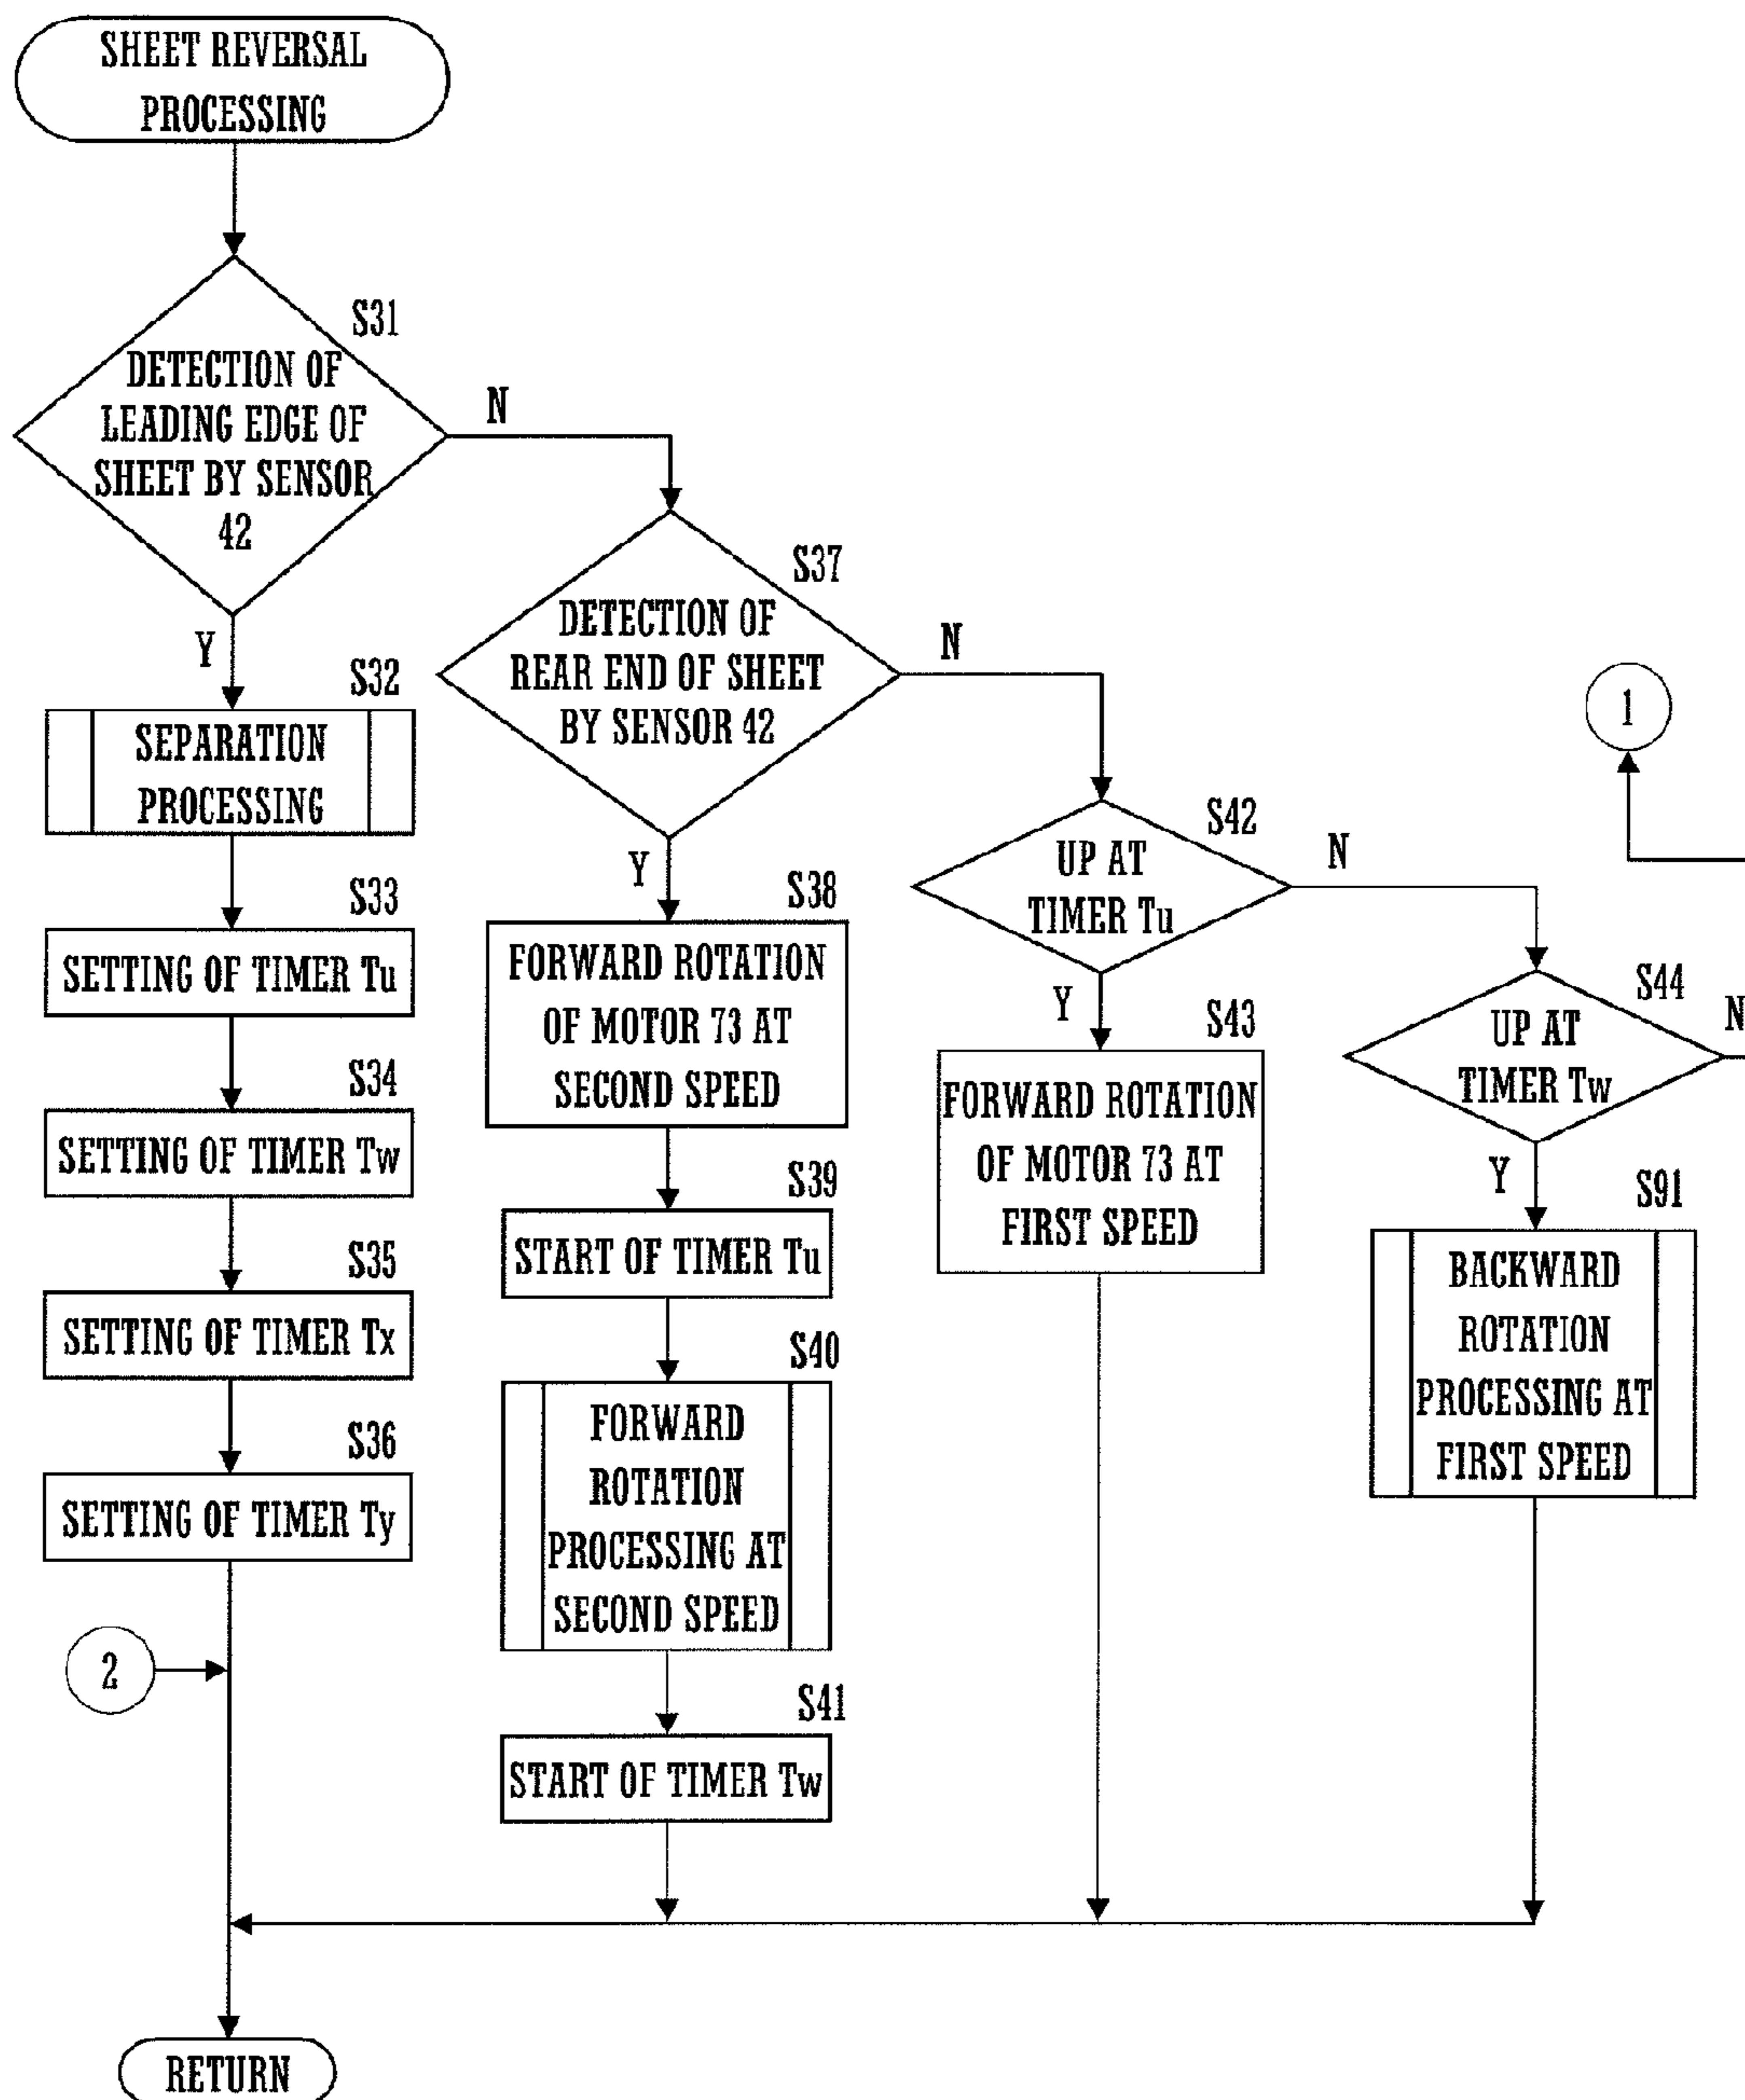 SHEET REVERSAL
PROCESSING
S31
DETECTION OF
LEADING EDGE OF
SHEET BY SENSOR
42
N
Y
S32
SEPARATION
PROCESSING
S33
SETTING OF TIMER Tu
S34
SETTING OF TIMER Tw
S35
SETTING OF TIMER Tx
S36
SETTING OF TIMER Ty
2
RETURN
S37
DETECTION OF
REAR END OF SHEET
BY SENSOR 42
N
Y
S38
FORWARD ROTATION
OF MOTOR 73 AT
SECOND SPEED
S39
START OF TIMER Tu
S40
FORWARD
ROTATION
PROCESSING AT
SECOND SPEED
S41
START OF TIMER Tw
S42
UP AT
TIMER Tu
N
Y
S43
FORWARD ROTATION
OF MOTOR 73 AT
FIRST SPEED
S44
UP AT
TIMER Tw
N
Y
S91
BACKWARD
ROTATION
PROCESSING AT
FIRST SPEED
1